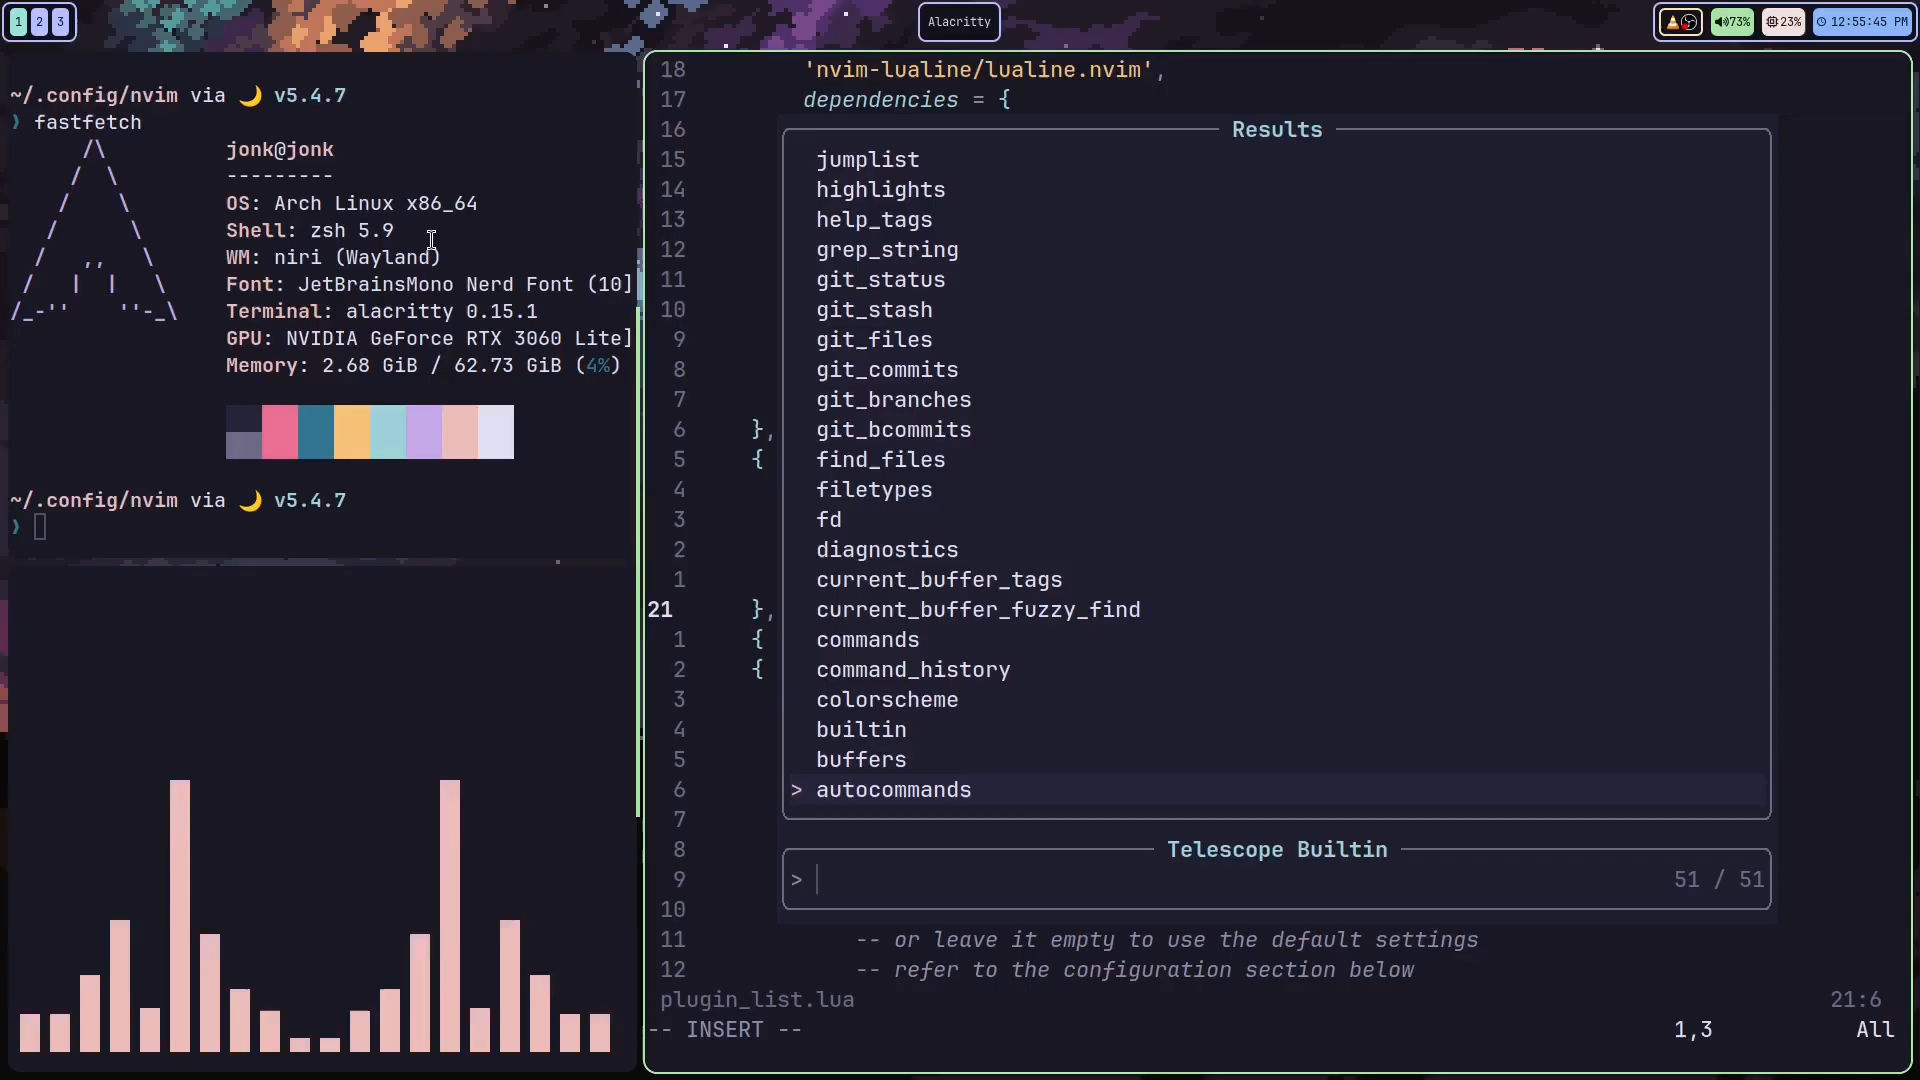 1 2 3
Alacritty
73% 23% 12:55:45 PM
~/.config/nvim via 🌙 v5.4.7
❯ fastfetch
/\
/ \
/ \
/ \
/ ,, \
/ | | \
/_-'' ''-_\
jonk@jonk
---------
OS: Arch Linux x86_64
Shell: zsh 5.9
WM: niri (Wayland)
Font: JetBrainsMono Nerd Font (10]
Terminal: alacritty 0.15.1
GPU: NVIDIA GeForce RTX 3060 Lite]
Memory: 2.68 GiB / 62.73 GiB (4%)
~/.config/nvim via 🌙 v5.4.7
❯
18 'nvim-lualine/lualine.nvim',
17 dependencies = {
16 Results
15 jumplist
14 highlights
13 help_tags
12 grep_string
11 git_status
10 git_stash
9 git_files
8 git_commits
7 git_branches
6 }, git_bcommits
5 { find_files
4 filetypes
3 fd
2 diagnostics
1 current_buffer_tags
21 }, current_buffer_fuzzy_find
1 { commands
2 { command_history
3 colorscheme
4 builtin
5 buffers
6 > autocommands
7
8 Telescope Builtin
9 > 51 / 51
10
11 -- or leave it empty to use the default settings
12 -- refer to the configuration section below
plugin_list.lua 21:6
-- INSERT -- 1,3 All